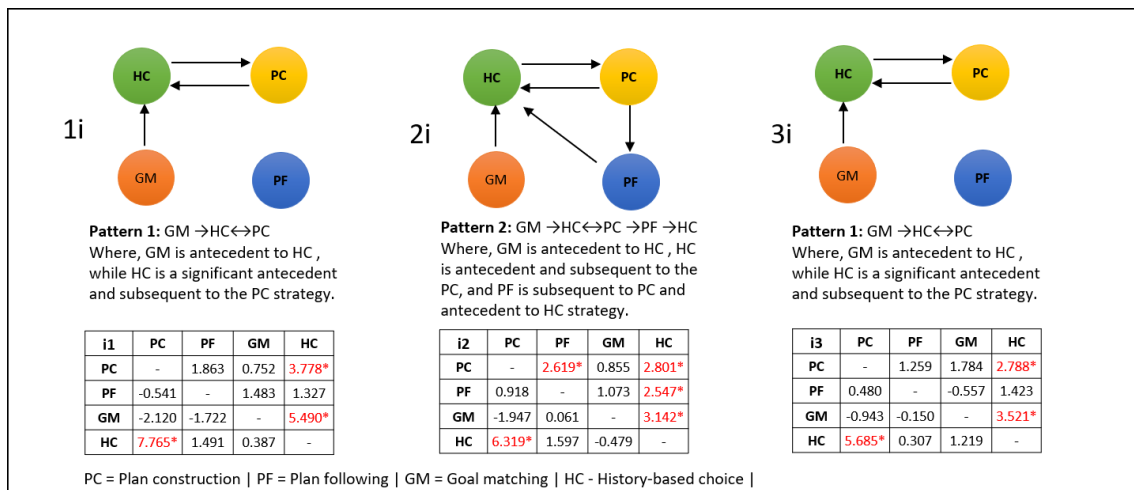 HC
PC
1i
GM
PF
Pattern 1: GM →HC↔PC
Where, GM is antecedent to HC ,
while HC is a significant antecedent
and subsequent to the PC strategy.
i1 PC PF GM HC
PC - 1.863 0.752 3.778*
PF -0.541 - 1.483 1.327
GM -2.120 -1.722 - 5.490*
HC 7.765* 1.491 0.387 -
HC
PC
2i
GM
PF
Pattern 2: GM →HC↔PC →PF →HC
Where, GM is antecedent to HC , HC
is antecedent and subsequent to the
PC, and PF is subsequent to PC and
antecedent to HC strategy.
i2 PC PF GM HC
PC - 2.619* 0.855 2.801*
PF 0.918 - 1.073 2.547*
GM -1.947 0.061 - 3.142*
HC 6.319* 1.597 -0.479 -
HC
PC
3i
GM
PF
Pattern 1: GM →HC↔PC
Where, GM is antecedent to HC ,
while HC is a significant antecedent
and subsequent to the PC strategy.
i3 PC PF GM HC
PC - 1.259 1.784 2.788*
PF 0.480 - -0.557 1.423
GM -0.943 -0.150 - 3.521*
HC 5.685* 0.307 1.219 -
PC = Plan construction | PF = Plan following | GM = Goal matching | HC - History-based choice |